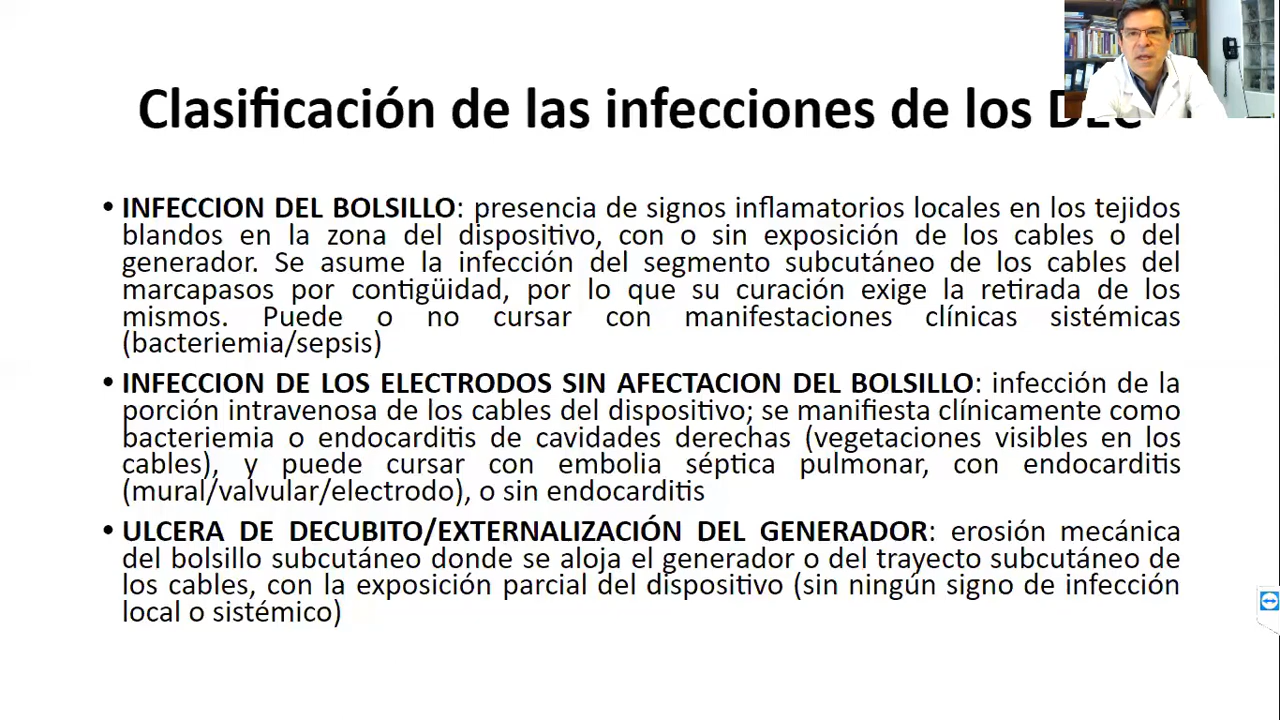 Clasificación de las infecciones de los DEC
• INFECCION DEL BOLSILLO: presencia de signos inflamatorios locales en los tejidos
blandos en la zona del dispositivo, con o sin exposición de los cables o del
generador. Se asume la infección del segmento subcutáneo de los cables del
marcapasos por contigüidad, por lo que su curación exige la retirada de los
mismos. Puede o no cursar con manifestaciones clínicas sistémicas
(bacteriemia/sepsis)
• INFECCION DE LOS ELECTRODOS SIN AFECTACION DEL BOLSILLO: infección de la
porción intravenosa de los cables del dispositivo; se manifiesta clínicamente como
bacteriemia o endocarditis de cavidades derechas (vegetaciones visibles en los
cables), y puede cursar con embolia séptica pulmonar, con endocarditis
(mural/valvular/electrodo), o sin endocarditis
• ULCERA DE DECUBITO/EXTERNALIZACIÓN DEL GENERADOR: erosión mecánica
del bolsillo subcutáneo donde se aloja el generador o del trayecto subcutáneo de
los cables, con la exposición parcial del dispositivo (sin ningún signo de infección
local o sistémico)